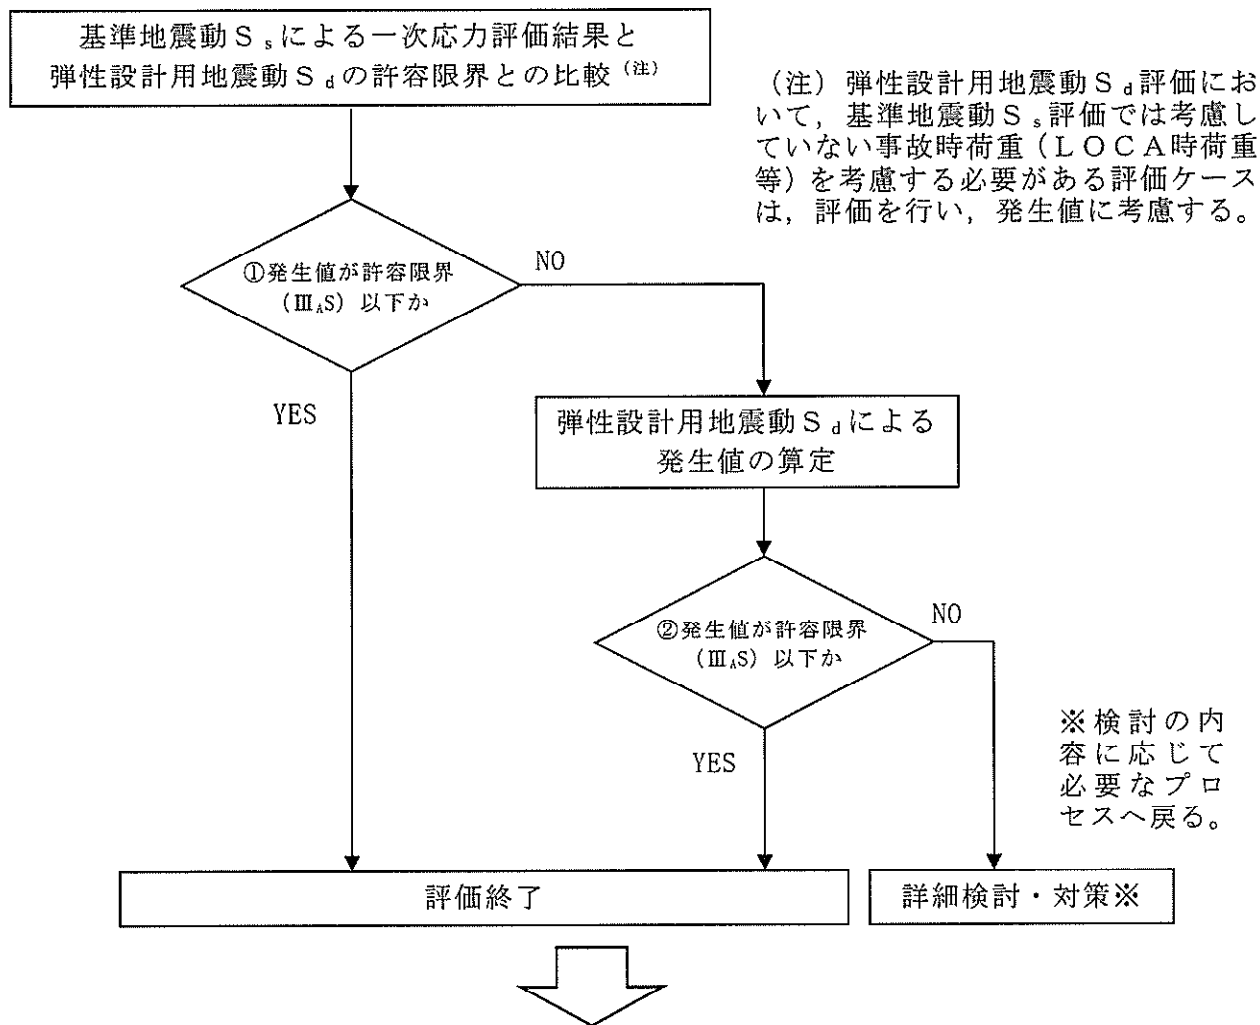 基準地震動Ｓｓによる一次応力評価結果と
弾性設計用地震動Ｓｄの許容限界との比較（注）
（注）弾性設計用地震動Ｓｄ評価にお
いて，基準地震動Ｓｓ評価では考慮し
ていない事故時荷重（ＬＯＣＡ時荷重
等）を考慮する必要がある評価ケース
は，評価を行い，発生値に考慮する。
①発生値が許容限界
（ⅢAS）以下か
NO
YES
弾性設計用地震動Ｓｄによる
発生値の算定
②発生値が許容限界
（ⅢAS）以下か
NO
YES
※検討の内
容に応じて
必要なプロ
セスへ戻る。
評価終了
詳細検討・対策※